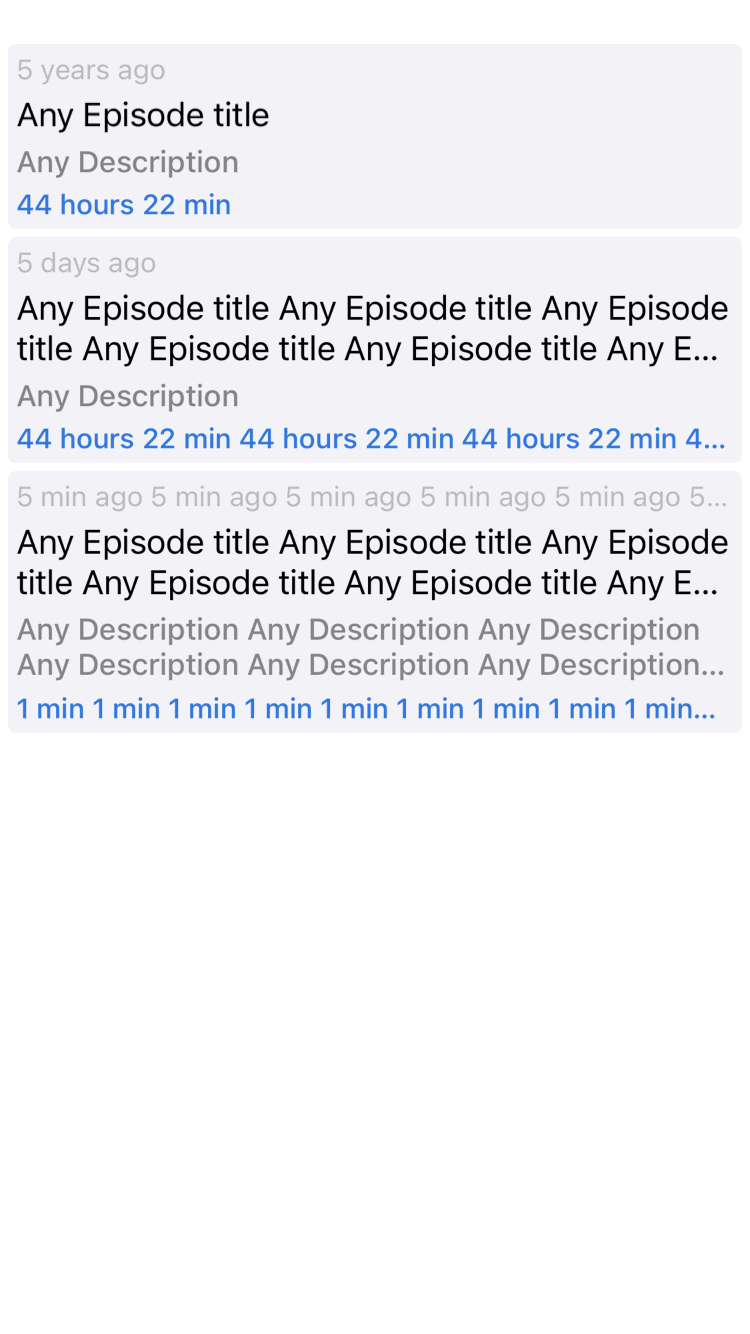 5 years ago
Any Episode title
Any Description
44 hours 22 min
5 days ago
Any Episode title Any Episode title Any Episode
title Any Episode title Any Episode title Any E...
Any Description
44 hours 22 min 44 hours 22 min 44 hours 22 min 4...
5 min ago 5 min ago 5 min ago 5 min ago 5 min ago 5...
Any Episode title Any Episode title Any Episode
title Any Episode title Any Episode title Any E...
Any Description Any Description Any Description
Any Description Any Description Any Description...
1 min 1 min 1 min 1 min 1 min 1 min 1 min 1 min 1 min...